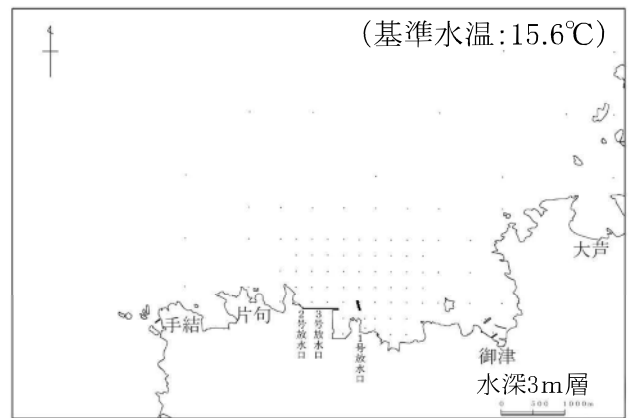 (基準水温:15.6℃)
大芦
手結
片句
2号放水口
3号放水口
1号放水口
御津
水深3m層
0 500 1000m